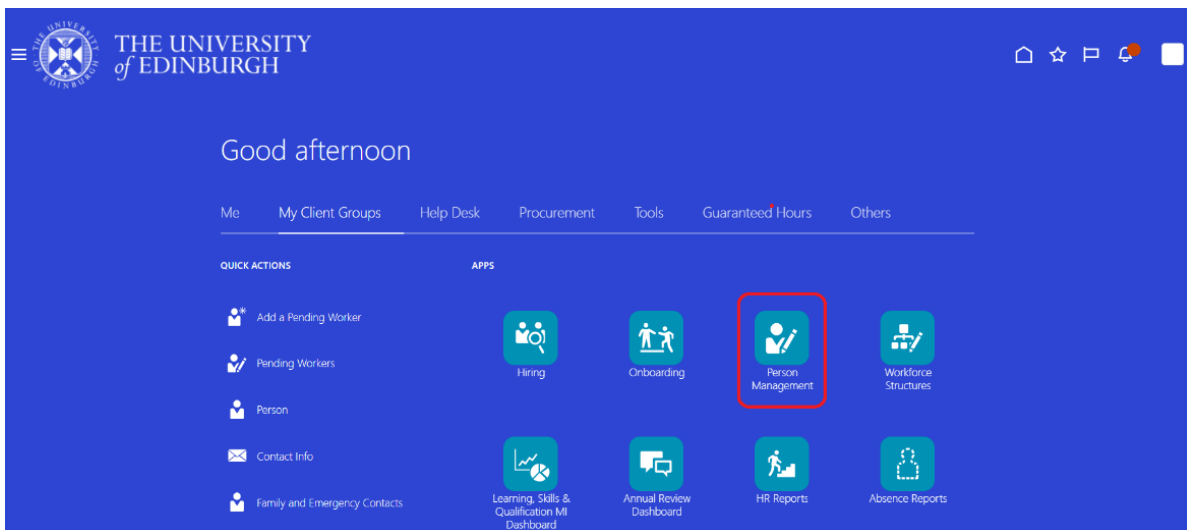 THE UNIVERSITY
of EDINBURGH
Good afternoon
Me My Client Groups Help Desk Procurement Tools Guaranteed Hours Others
QUICK ACTIONS
Add a Pending Worker
Pending Workers
Person
Contact Info
Family and Emergency Contacts
APPS
Hiring
Onboarding
Person
Management
Workforce
Structures
Learning, Skills &
Qualification MI
Dashboard
Annual Review
Dashboard
HR Reports
Absence Reports